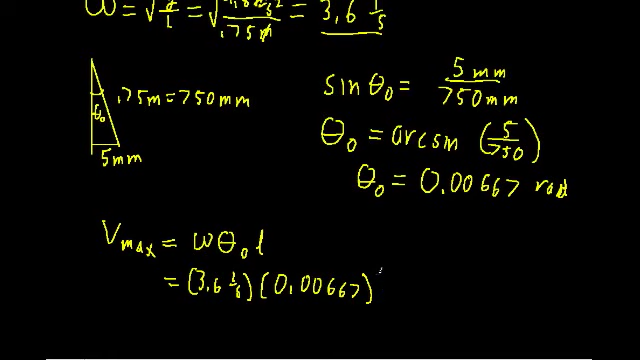 ω = √g/l = √9.8 m/s² / .75m = 3.6 1/s
.75m = 750mm
θ₀
5mm
sin θ₀ = 5mm / 750mm
θ₀ = arcsin (5/750)
θ₀ = 0.00667 rad
Vmax = ωθ₀l
= (3.6 1/s)(0.00667)